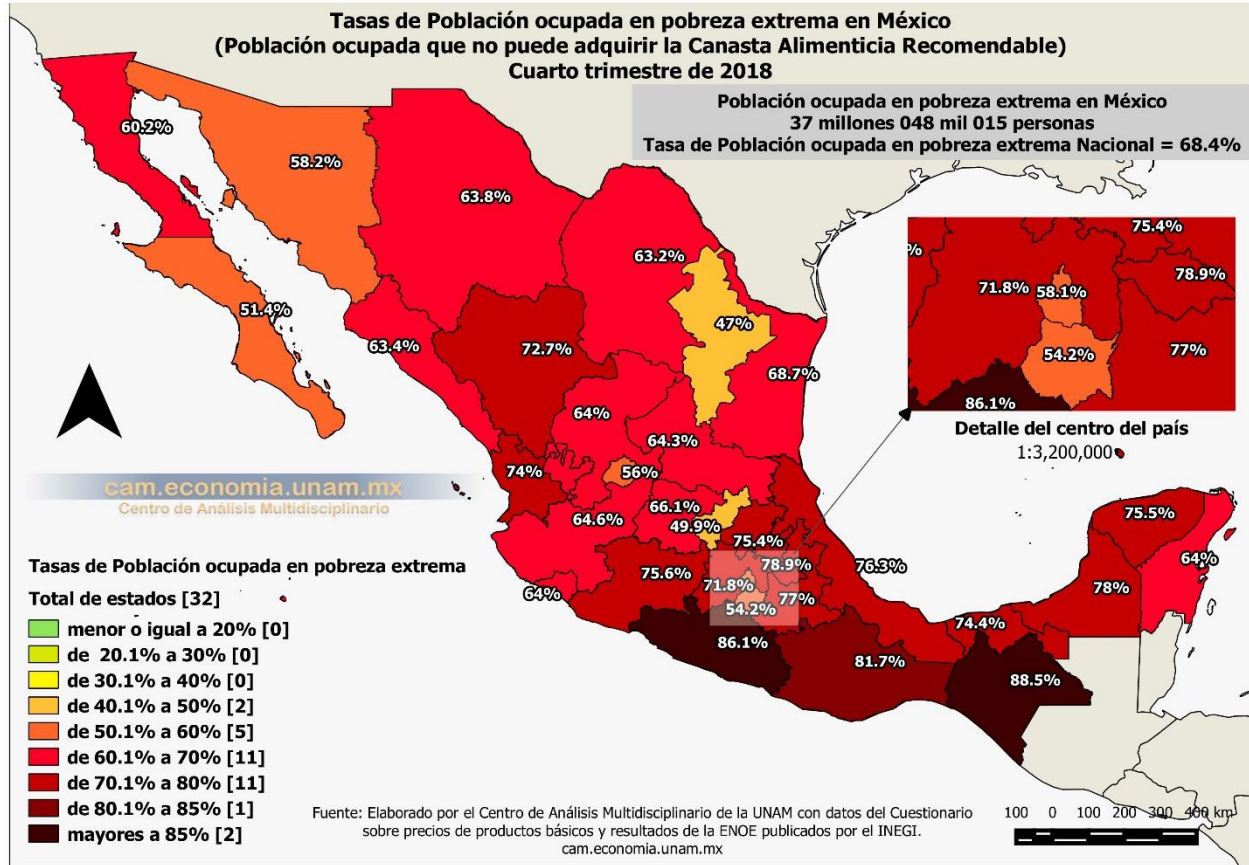 Tasas de Población ocupada en pobreza extrema en México
(Población ocupada que no puede adquirir la Canasta Alimenticia Recomendable)
Cuarto trimestre de 2018
Población ocupada en pobreza extrema en México
37 millones 048 mil 015 personas
Tasa de Población ocupada en pobreza extrema Nacional = 68.4%
60.2%
58.2%
63.8%
63.2%
51.4%
47%
63.4%
72.7%
68.7%
64%
64.3%
74%
56%
66.1%
64.6%
49.9%
75.4%
75.6%
71.8%
78.9%
76.3%
64%
54.2%
77%
86.1%
81.7%
74.4%
88.5%
78%
75.5%
64%
75.4%
%
78.9%
71.8%
58.1%
54.2%
77%
86.1%
Detalle del centro del país
1:3,200,000
cam.economia.unam.mx
Centro de Análisis Multidisciplinario
Tasas de Población ocupada en pobreza extrema
Total de estados [32]
menor o igual a 20% [0]
de 20.1% a 30% [0]
de 30.1% a 40% [0]
de 40.1% a 50% [2]
de 50.1% a 60% [5]
de 60.1% a 70% [11]
de 70.1% a 80% [11]
de 80.1% a 85% [1]
mayores a 85% [2]
Fuente: Elaborado por el Centro de Análisis Multidisciplinario de la UNAM con datos del Cuestionario
sobre precios de productos básicos y resultados de la ENOE publicados por el INEGI.
cam.economia.unam.mx
100 0 100 200 300 400 km